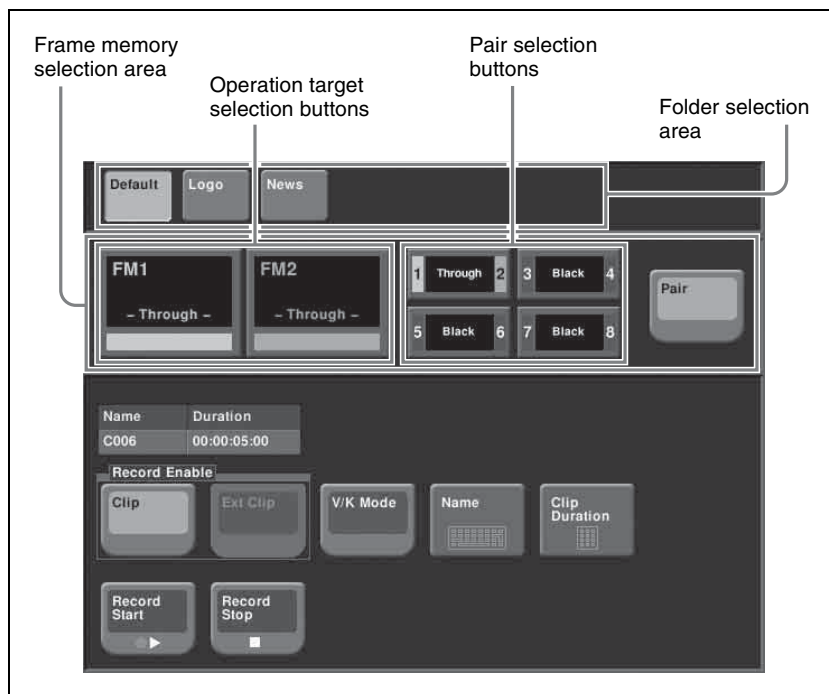 Frame memory
selection area
Operation target
selection buttons
Pair selection
buttons
Folder selection
area
Default Logo News
FM1 FM2
– Through – – Through –
1 Through 2 3 Black 4
5 Black 6 7 Black 8
Pair
Name Duration
C006 00:00:05:00
Record Enable
Clip Ext Clip V/K Mode Name Clip
Duration
Record
Start
Record
Stop